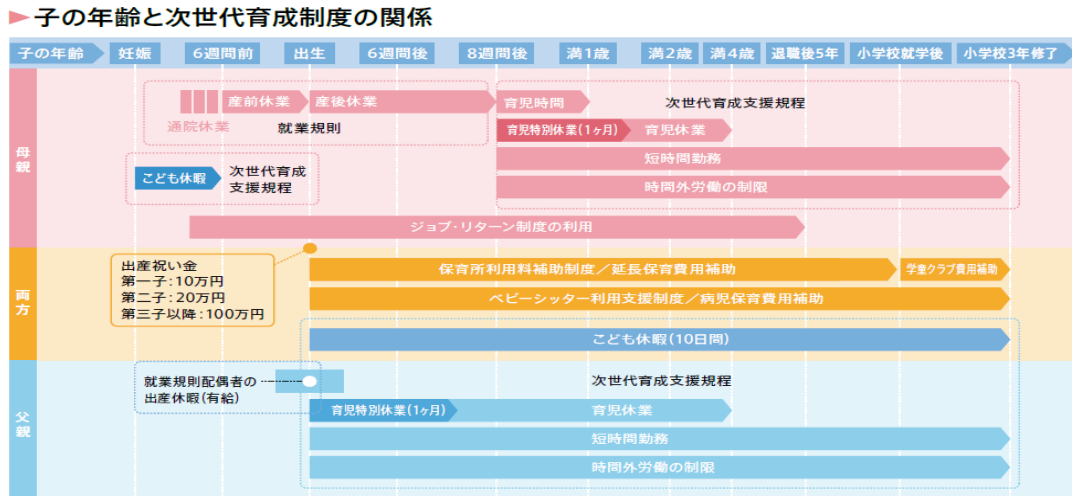 子の年齢と次世代育成制度の関係
子の年齢 妊娠 6週間前 出生 6週間後 8週間後 満1歳 満2歳 満4歳 退職後5年 小学校就学後 小学校3年修了
母親
産前休業 産後休業 育児時間 次世代育成支援規程
通院休業 就業規則
育児特別休業(1ヶ月) 育児休業
短時間勤務
こども休暇 次世代育成
支援規程
時間外労働の制限
ジョブ・リターン制度の利用
両方
出産祝い金
第一子:10万円
第二子:20万円
第三子以降:100万円
保育所利用料補助制度/延長保育費用補助 学童クラブ費用補助
ベビーシッター利用支援制度/病児保育費用補助
こども休暇(10日間)
父親
就業規則配偶者の
出産休暇(有給)
次世代育成支援規程
育児特別休業(1ヶ月) 育児休業
短時間勤務
時間外労働の制限